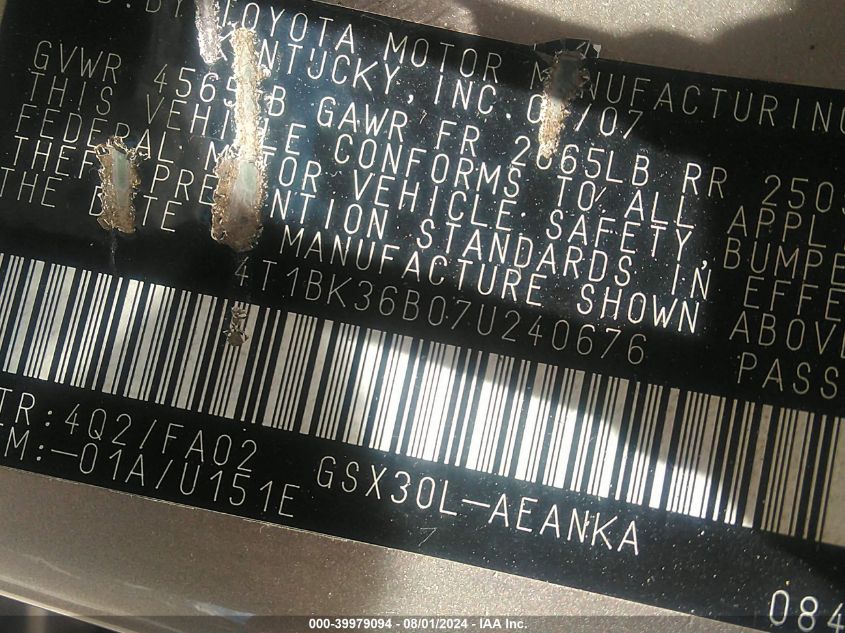 TOYOTA MOTOR MANUFACTURING
KENTUCKY, INC. /07
GVWR 4565LB GAWR FR 2665LB RR 250
THIS VEHICLE CONFORMS TO ALL APPL
FEDERAL MOTOR VEHICLE SAFETY, BUMPE
THEFT PREVENTION STANDARDS IN EFFE
THE DATE MANUFACTURE SHOWN ABOVE
4T1BK36B07U240676 PASS
TR:4Q2/FA02
M:-01A/U151E GSX30L-AEANKA
084
000-39979094 - 08/01/2024 - IAA Inc.